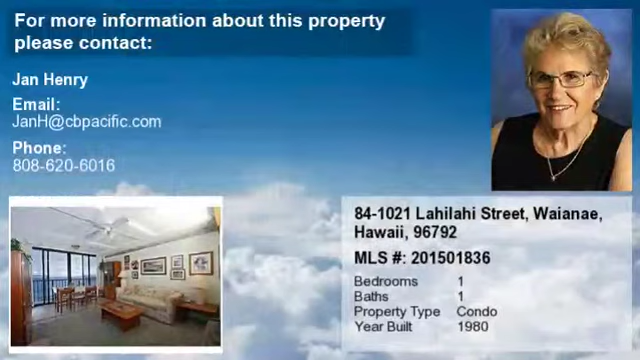 For more information about this property
please contact:
Jan Henry
Email:
JanH@cbpacific.com
Phone:
808-620-6016
84-1021 Lahilahi Street, Waianae,
Hawaii, 96792
MLS #: 201501836
Bedrooms 1
Baths 1
Property Type Condo
Year Built 1980